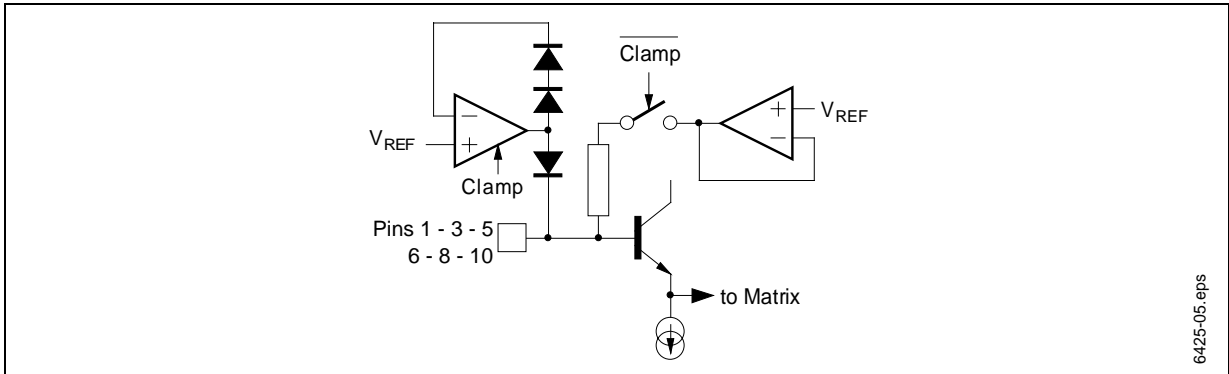 Clamp
V_REF
V_REF
Clamp
Pins 1 - 3 - 5
6 - 8 - 10
to Matrix
6425-05.eps